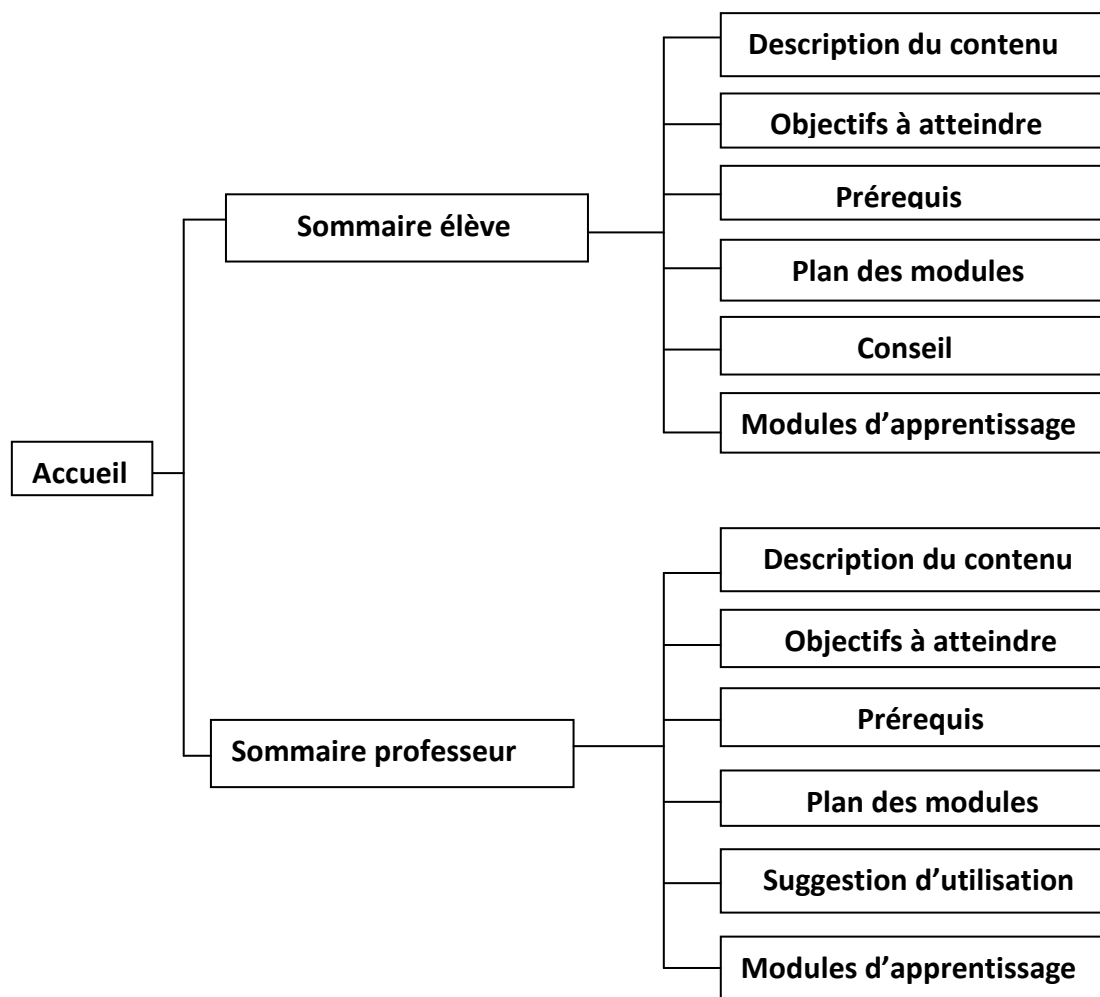 Description du contenu
Objectifs à atteindre
Prérequis
Sommaire élève
Plan des modules
Conseil
Modules d’apprentissage
Accueil
Description du contenu
Objectifs à atteindre
Prérequis
Sommaire professeur
Plan des modules
Suggestion d’utilisation
Modules d’apprentissage